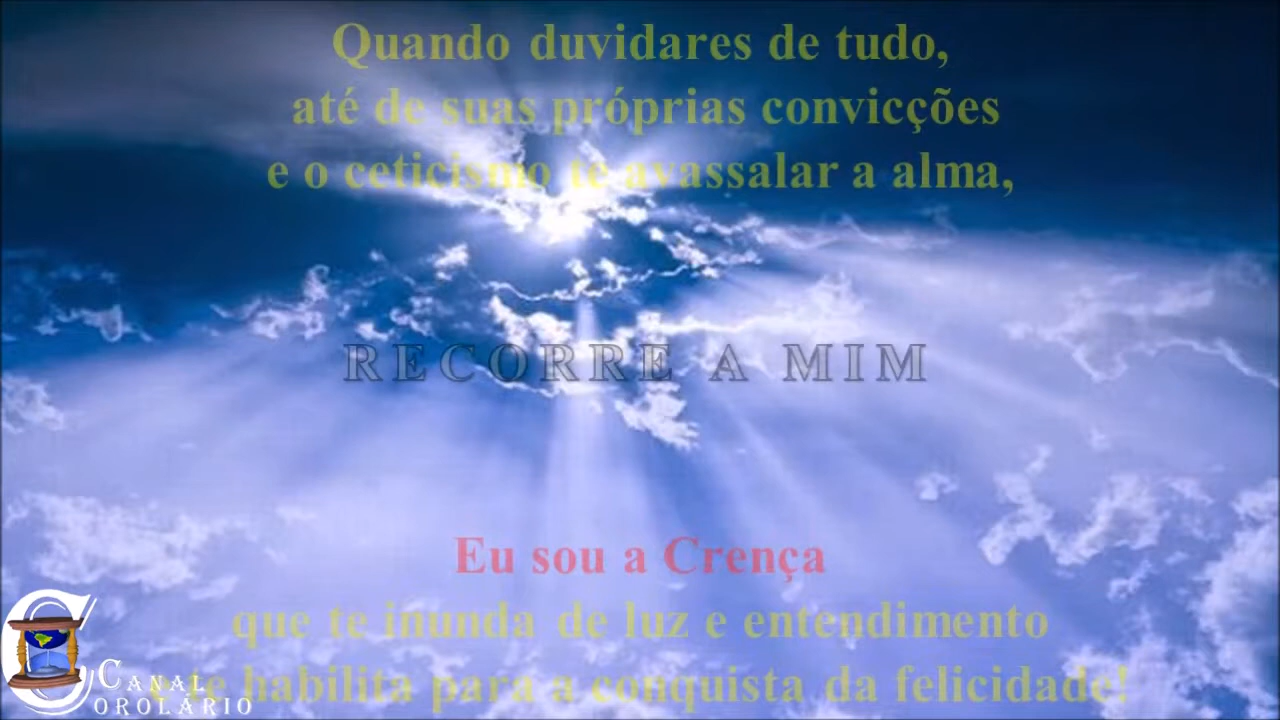 Quando duvidares de tudo,
até de suas próprias convicções
e o ceticismo te avassalar a alma,
RECORRE A MIM
Eu sou a Crença
que te inunda de luz e entendimento
e habilita para a conquista da felicidade!
CANAL
COROLÁRIO